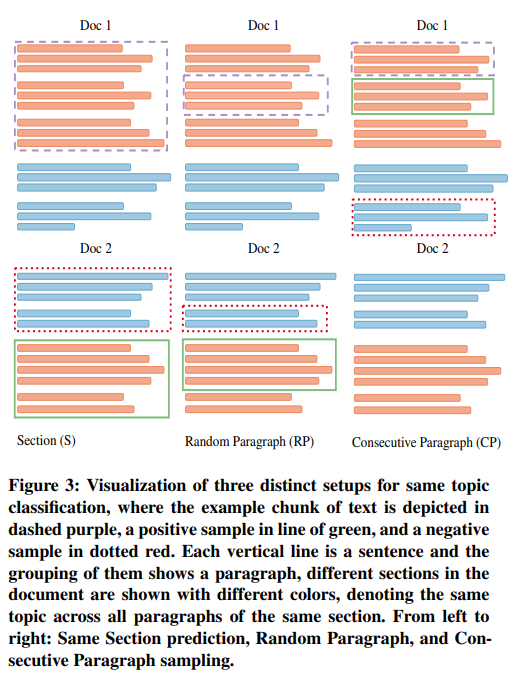 Doc 1
Doc 1
Doc 1
Doc 2
Doc 2
Doc 2
Section (S)
Random Paragraph (RP)
Consecutive Paragraph (CP)
Figure 3: Visualization of three distinct setups for same topic
classification, where the example chunk of text is depicted in
dashed purple, a positive sample in line of green, and a negative
sample in dotted red. Each vertical line is a sentence and the
grouping of them shows a paragraph, different sections in the
document are shown with different colors, denoting the same
topic across all paragraphs of the same section. From left to
right: Same Section prediction, Random Paragraph, and Con-
secutive Paragraph sampling.